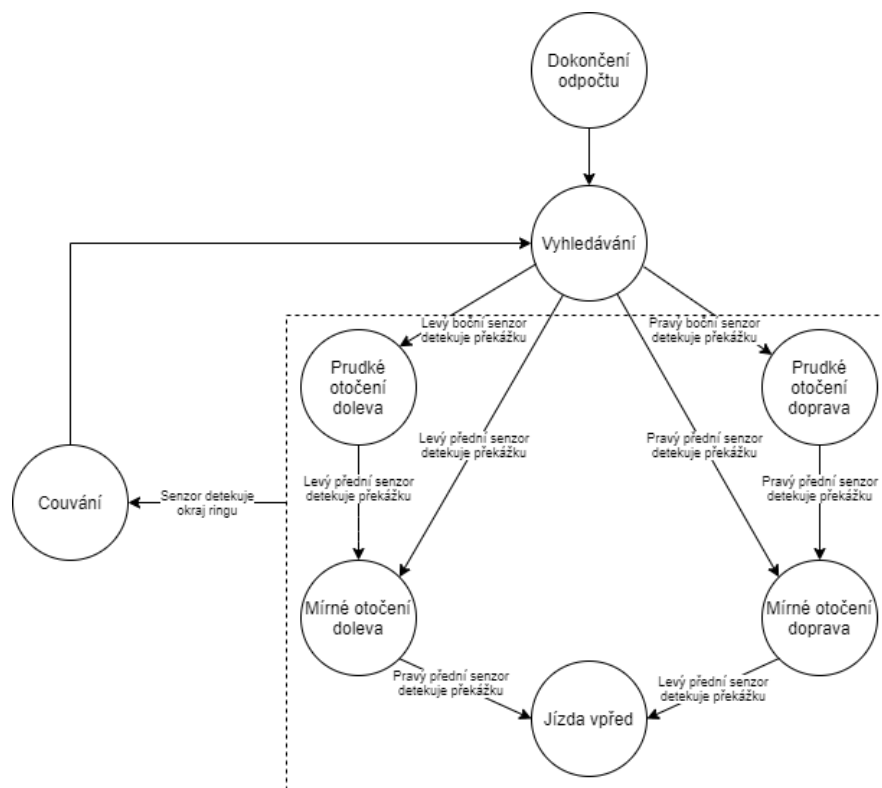 Dokončení
odpočtu
Vyhledávání
Levý boční senzor
detekuje překážku
Pravý boční senzor
detekuje překážku
Prudké
otočení
doleva
Prudké
otočení
doprava
Levý přední senzor
detekuje překážku
Pravý přední senzor
detekuje překážku
Levý přední senzor
detekuje překážku
Pravý přední senzor
detekuje překážku
Couvání
Senzor detekuje
okraj ringu
Mírné otočení
doleva
Mírné otočení
doprava
Pravý přední senzor
detekuje překážku
Levý přední senzor
detekuje překážku
Jízda vpřed